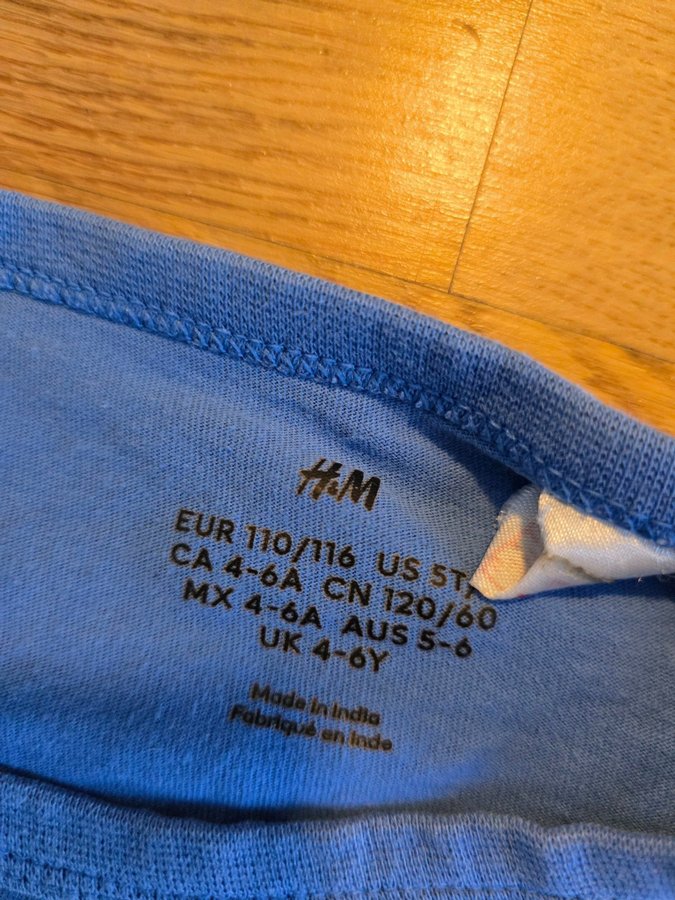 H&M
EUR 110/116 US 5T/
CA 4-6A CN 120/60
MX 4-6A AUS 5-6
UK 4-6Y
Made in India
Fabriqué en Inde